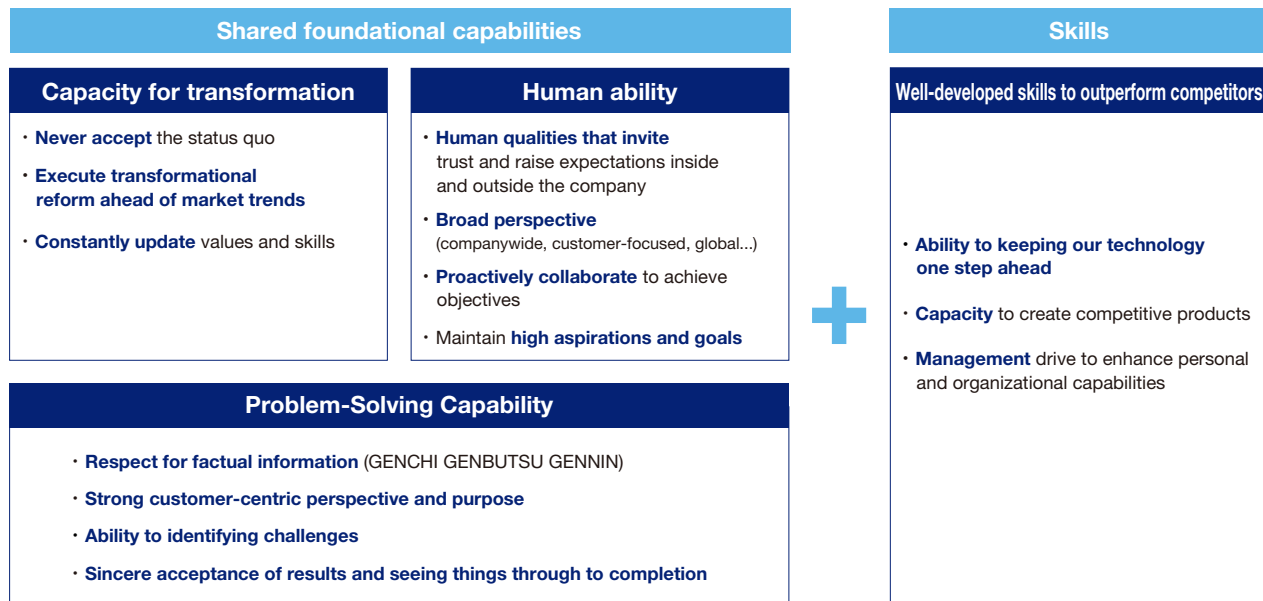 Shared foundational capabilities
Capacity for transformation
・Never accept the status quo
・Execute transformational
reform ahead of market trends
・Constantly update values and skills
Human ability
・Human qualities that invite
trust and raise expectations inside
and outside the company
・Broad perspective
(companywide, customer-focused, global...)
・Proactively collaborate to achieve
objectives
・Maintain high aspirations and goals
Problem-Solving Capability
・Respect for factual information (GENCHI GENBUTSU GENNIN)
・Strong customer-centric perspective and purpose
・Ability to identifying challenges
・Sincere acceptance of results and seeing things through to completion
Skills
Well-developed skills to outperform competitors
・Ability to keeping our technology
one step ahead
・Capacity to create competitive products
・Management drive to enhance personal
and organizational capabilities